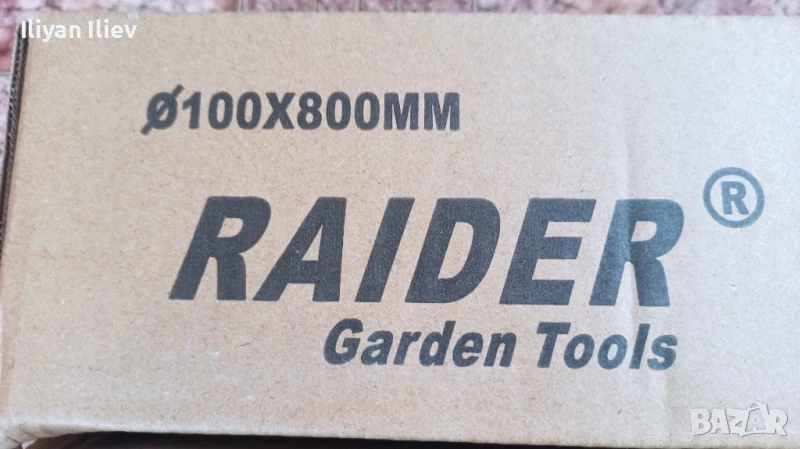 Iliyan Iliev
Ø100X800MM
RAIDER®
Garden Tools
BAZAR